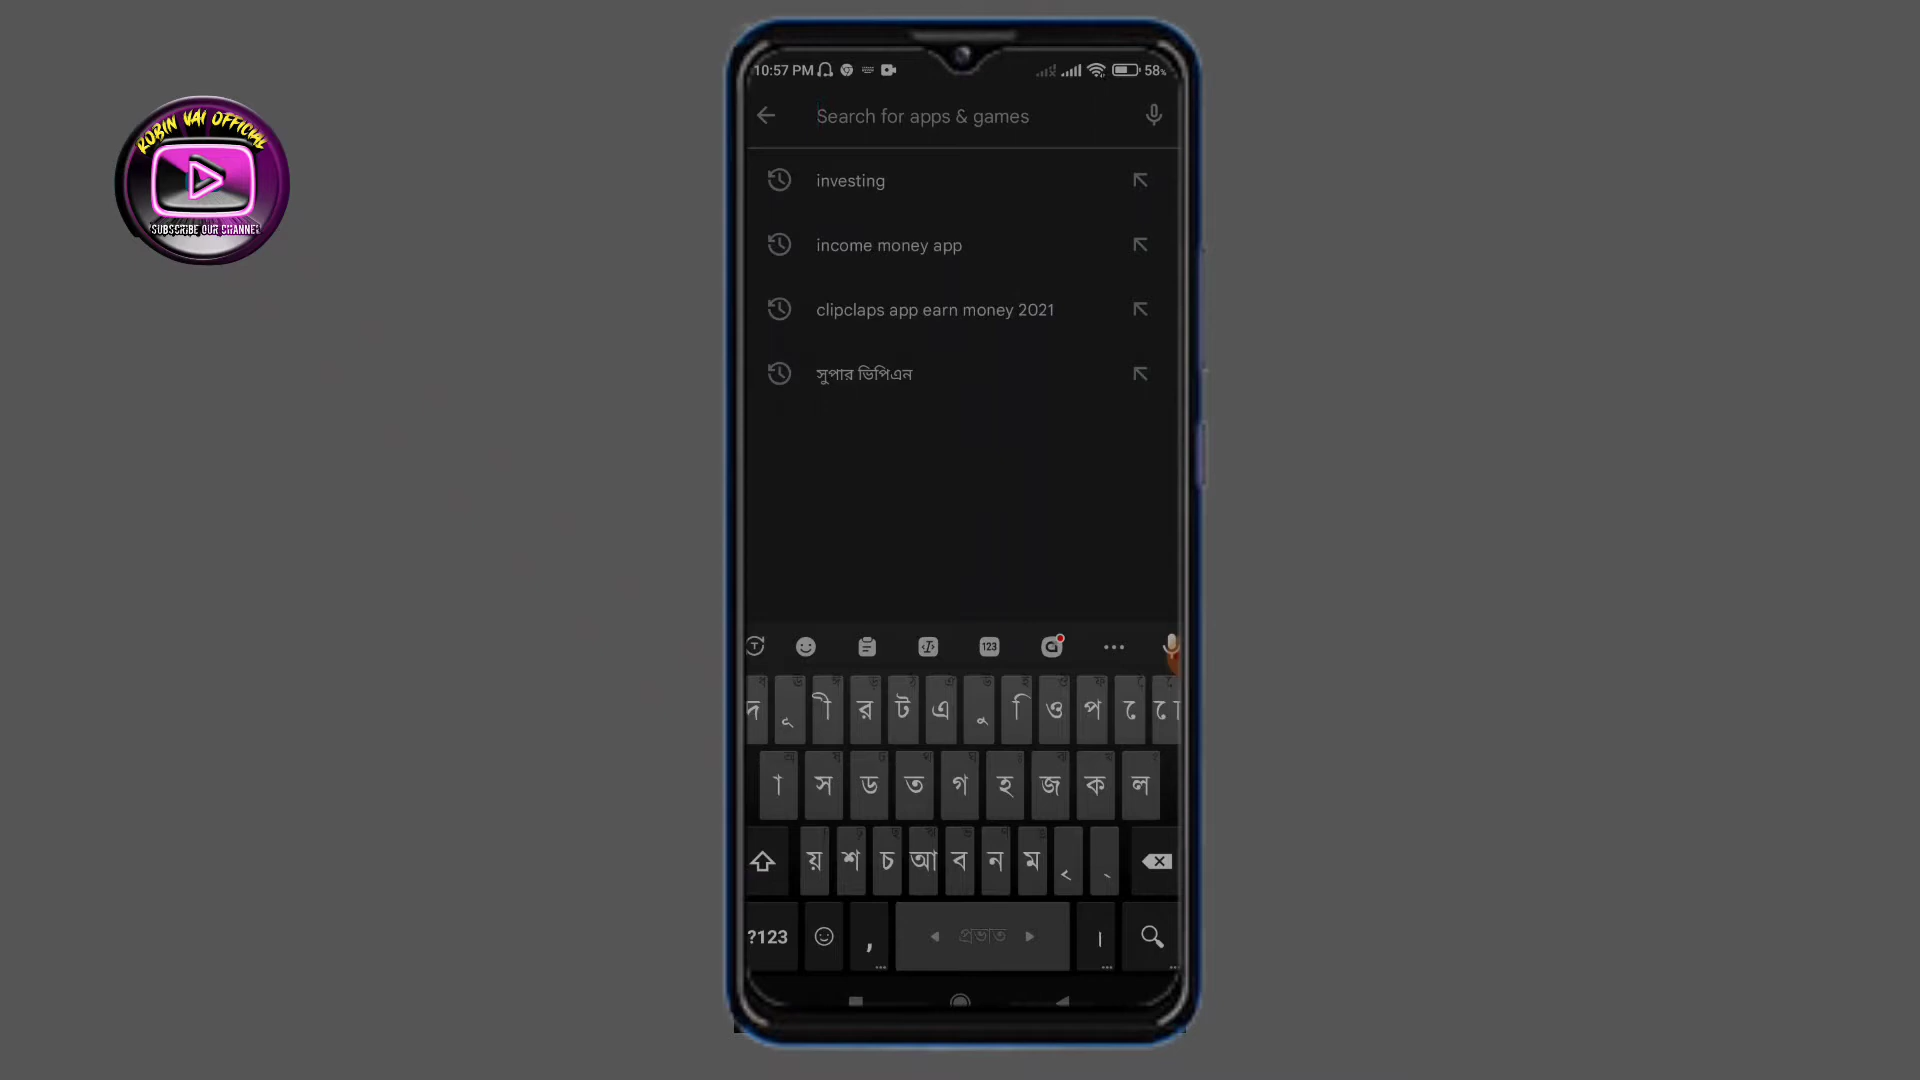 ROBIN VAI OFFICIAL
SUBSCRIBE OUR CHANNEL
10:57 PM
58%
Search for apps & games
investing
income money app
clipclaps app earn money 2021
সুপার ভিপিএন
123
দ ূ ী র ট এ ু ি ও প ে ো
া স ড ত গ হ জ ক ল
য় শ চ আ ব ন ম ৃ ্
?123 , প্রভাত ।